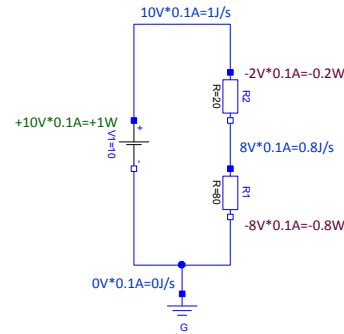 10V*0.1A=1J/s
-2V*0.1A=-0.2W
R2
R=20
+10V*0.1A=+1W
+
V1=10
-
8V*0.1A=0.8J/s
R1
R=80
-8V*0.1A=-0.8W
0V*0.1A=0J/s
G